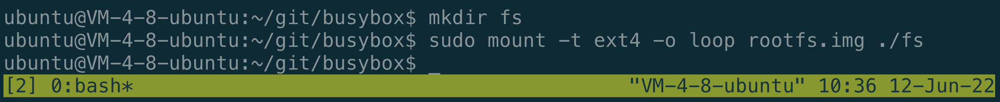 ubuntu@VM-4-8-ubuntu:~/git/busybox$ mkdir fs
ubuntu@VM-4-8-ubuntu:~/git/busybox$ sudo mount -t ext4 -o loop rootfs.img ./fs
ubuntu@VM-4-8-ubuntu:~/git/busybox$ _
[2] 0:bash* "VM-4-8-ubuntu" 10:36 12-Jun-22